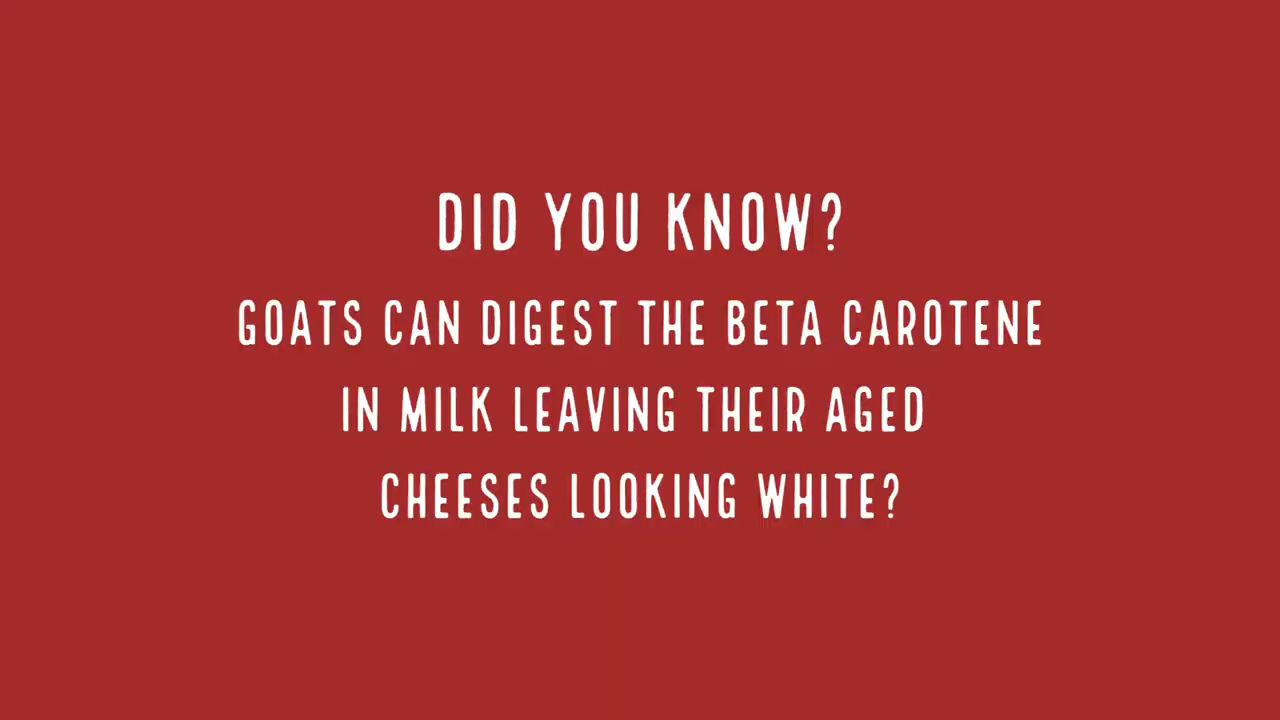 DID YOU KNOW?
GOATS CAN DIGEST THE BETA CAROTENE
IN MILK LEAVING THEIR AGED
CHEESES LOOKING WHITE?